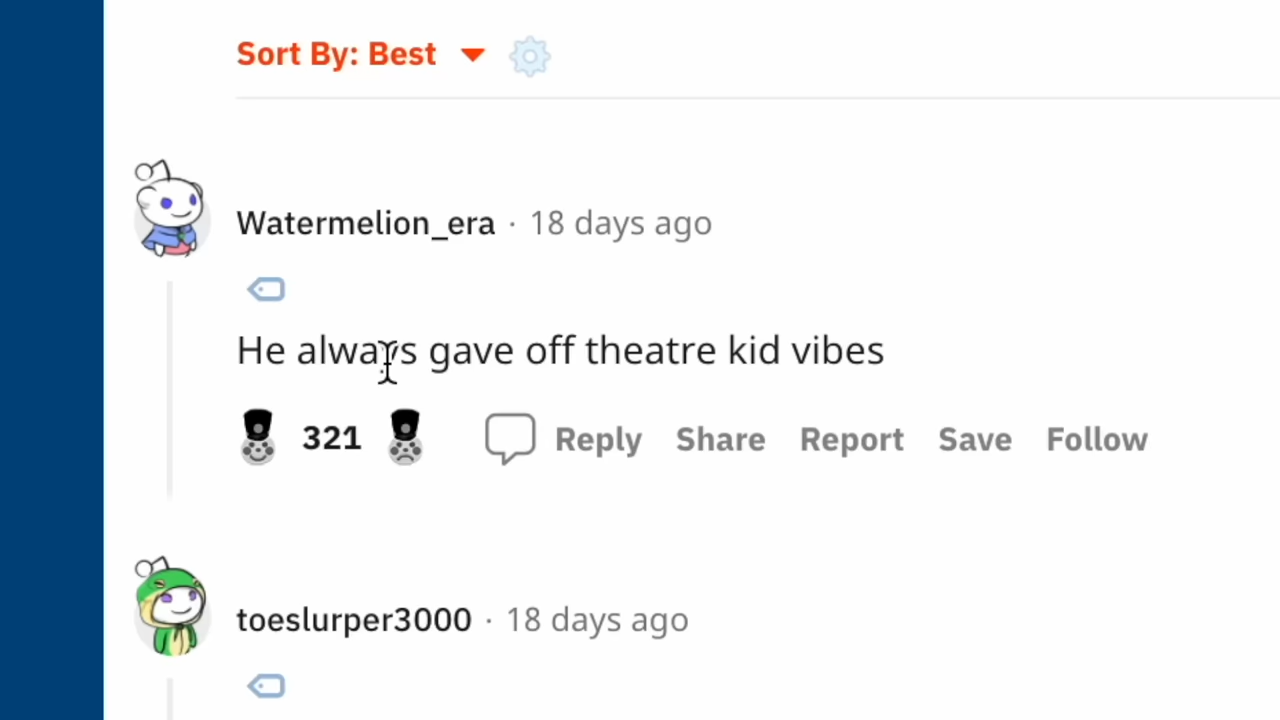 Sort By: Best
Watermelion_era · 18 days ago
He always gave off theatre kid vibes
321 Reply Share Report Save Follow
toeslurper3000 · 18 days ago